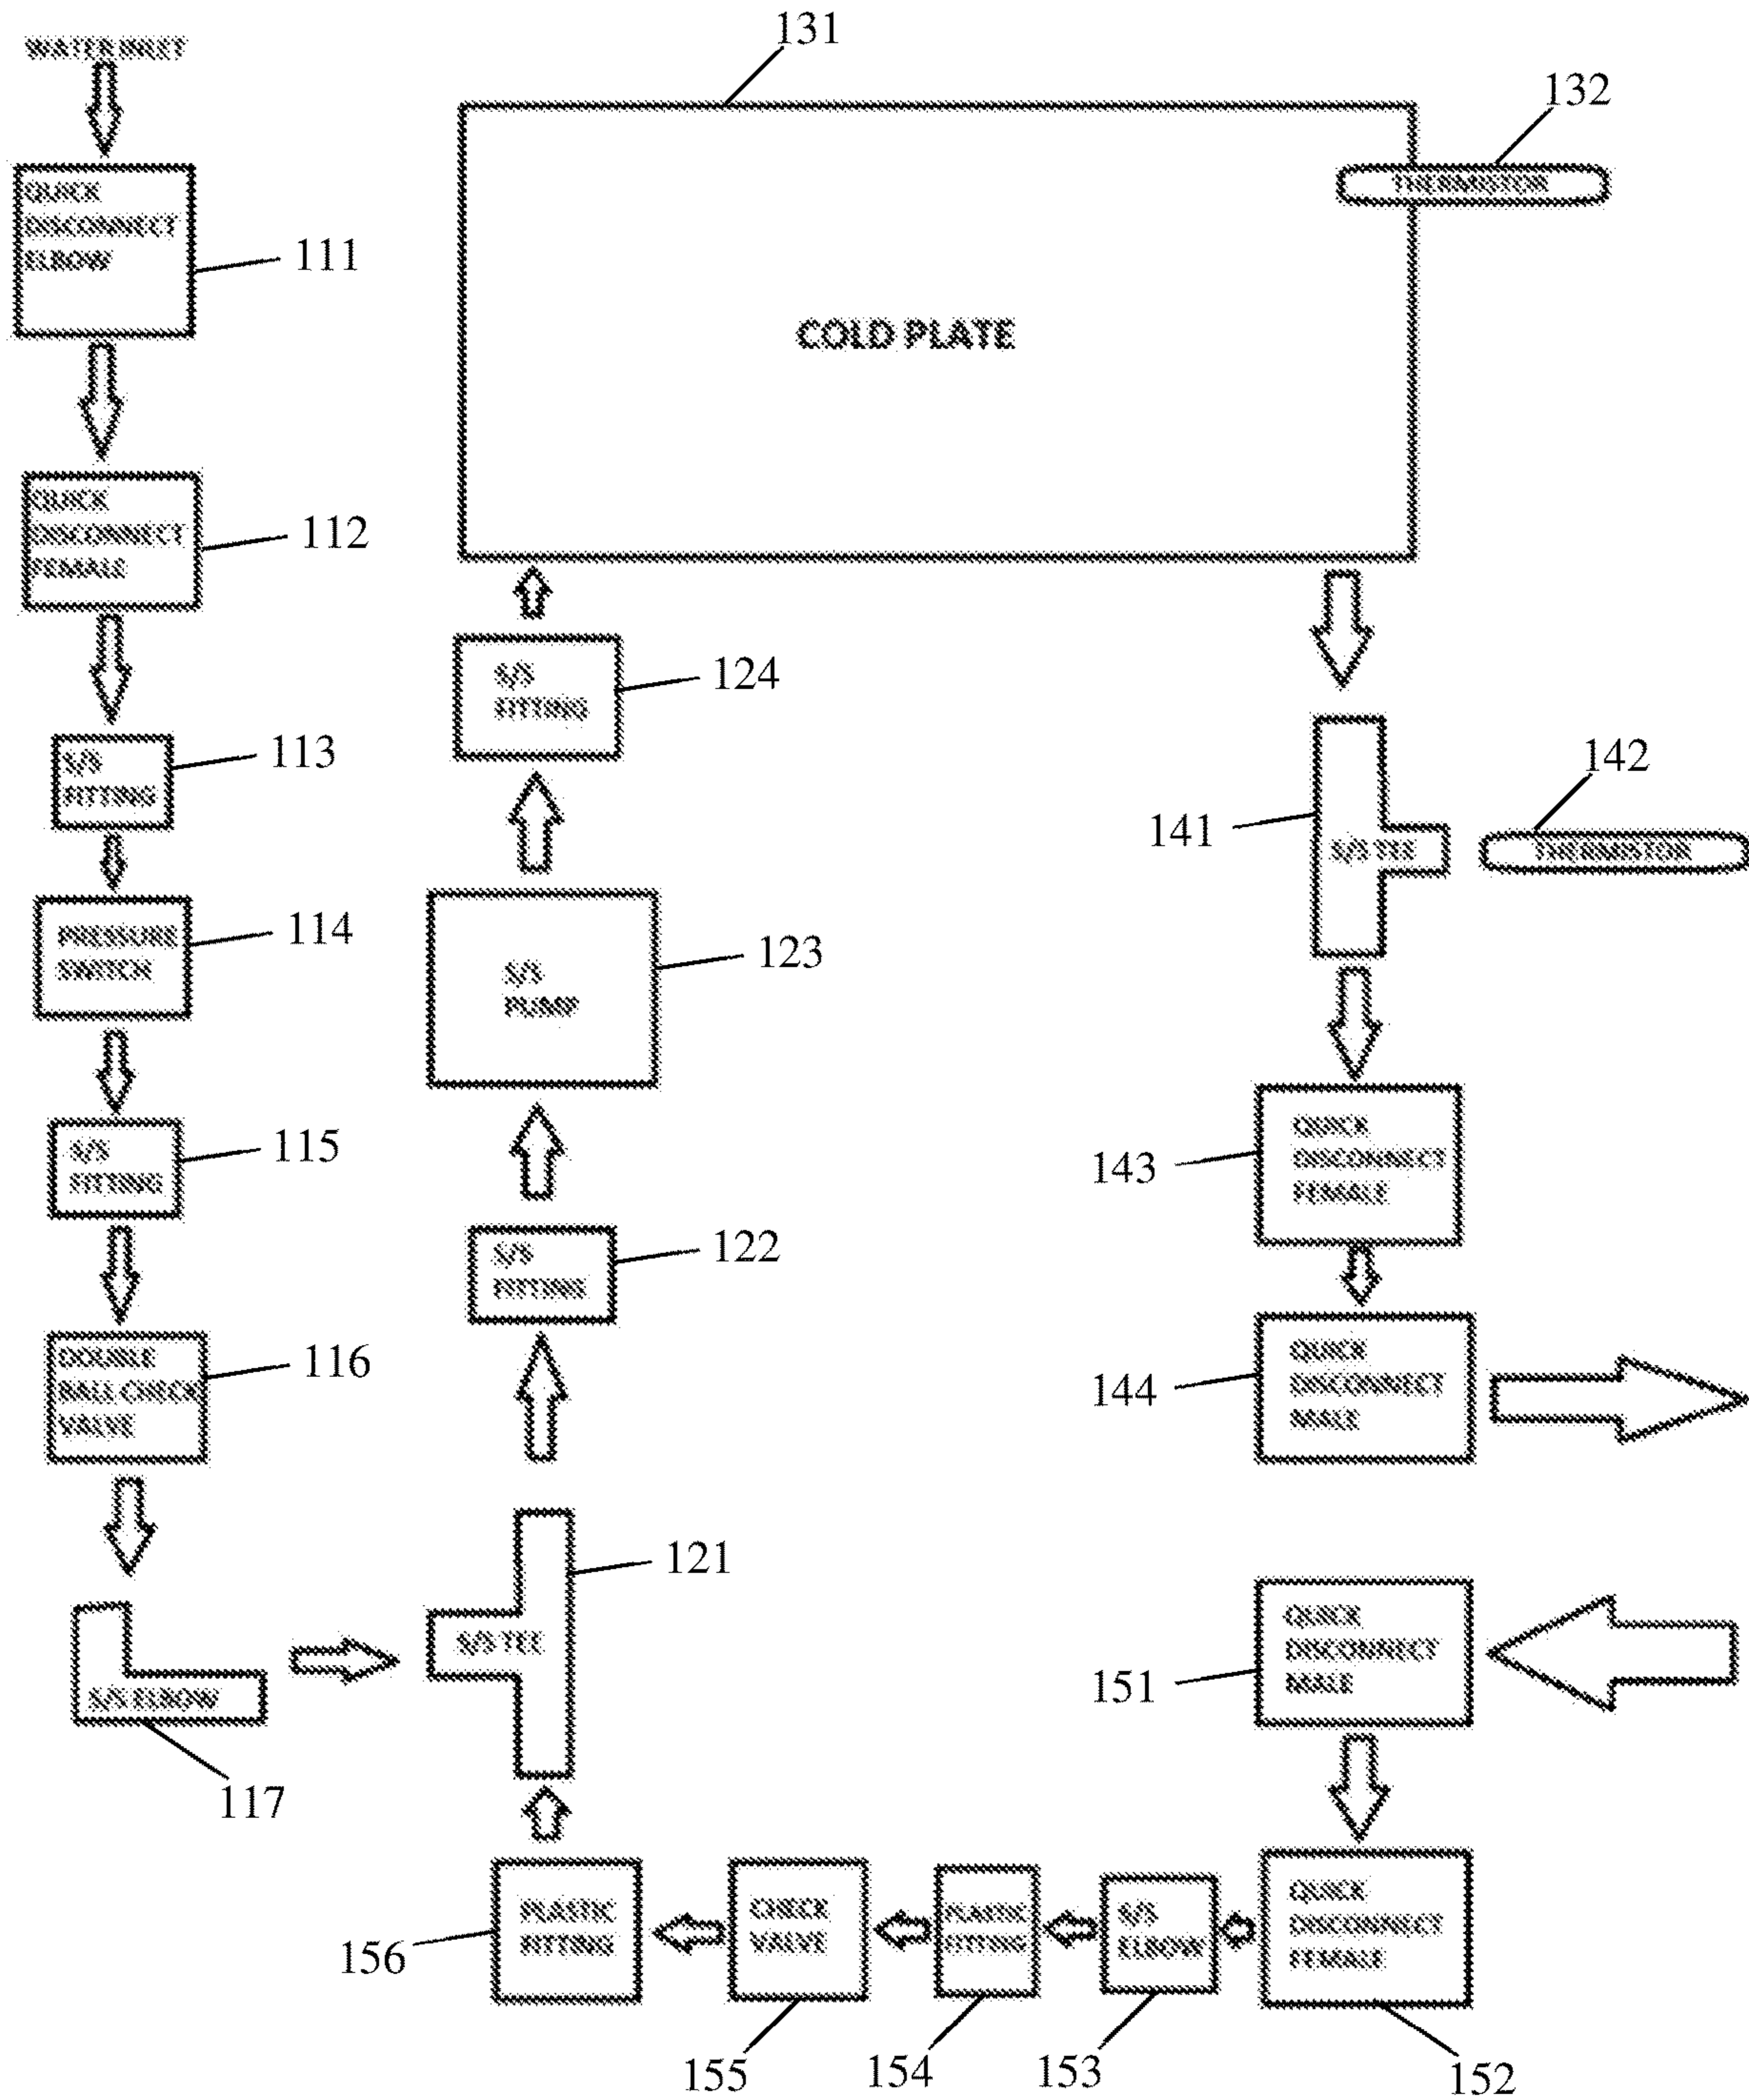 WATER INLET
QUICK
DISCONNECT
ELBOW
111
QUICK
DISCONNECT
FEMALE
112
S/S
FITTING
113
PRESSURE
SWITCH
114
S/S
FITTING
115
DOUBLE
BALL CHECK
VALVE
116
S/S ELBOW
117
S/S TEE
121
S/S
FITTING
122
S/S
PUMP
123
S/S
FITTING
124
131
COLD PLATE
132
THERMISTOR
141
S/S TEE
142
THERMISTOR
143
QUICK
DISCONNECT
FEMALE
144
QUICK
DISCONNECT
MALE
151
QUICK
DISCONNECT
MALE
QUICK
DISCONNECT
FEMALE
152
S/S
ELBOW
153
PLASTIC
FITTING
154
CHECK
VALVE
155
PLASTIC
FITTING
156